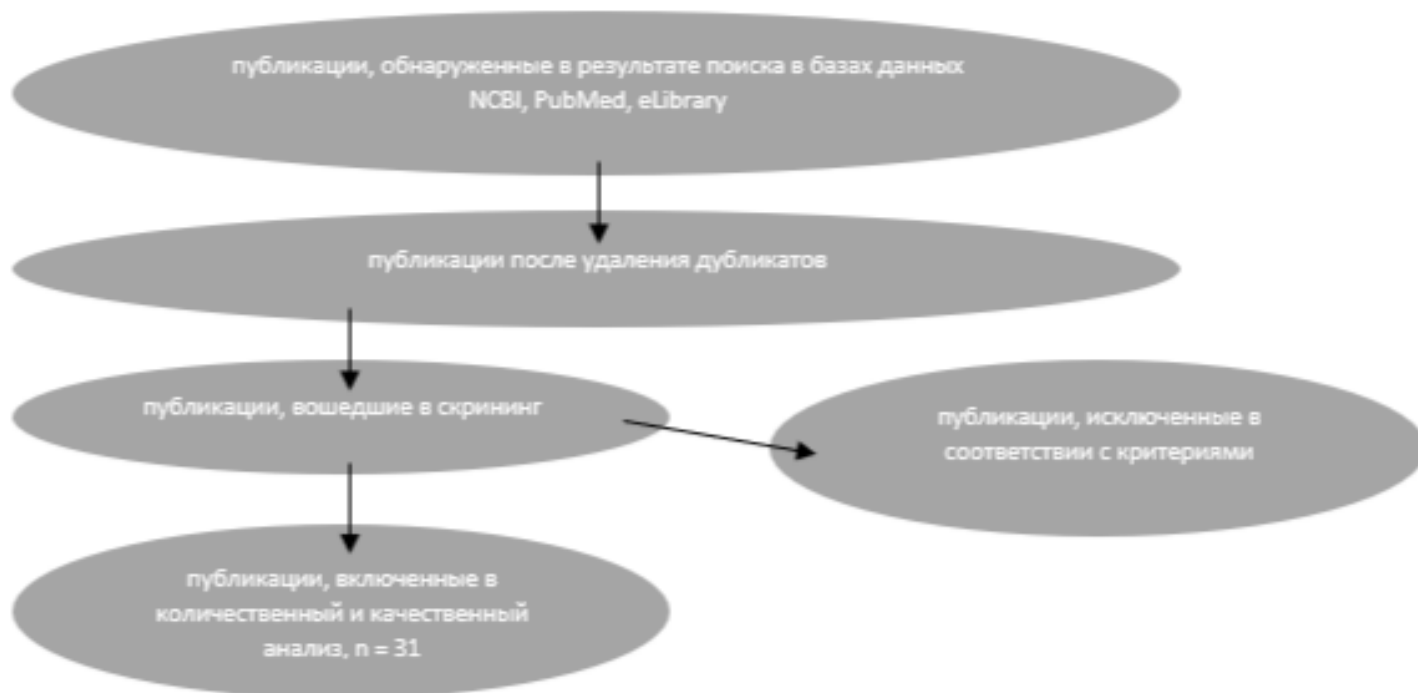 публикации, обнаруженные в результате поиска в базах данных
NCBI, PubMed, eLibrary
публикации после удаления дубликатов
публикации, вошедшие в скрининг
публикации, исключенные в
соответствии с критериями
публикации, включенные в
количественный и качественный
анализ, n = 31